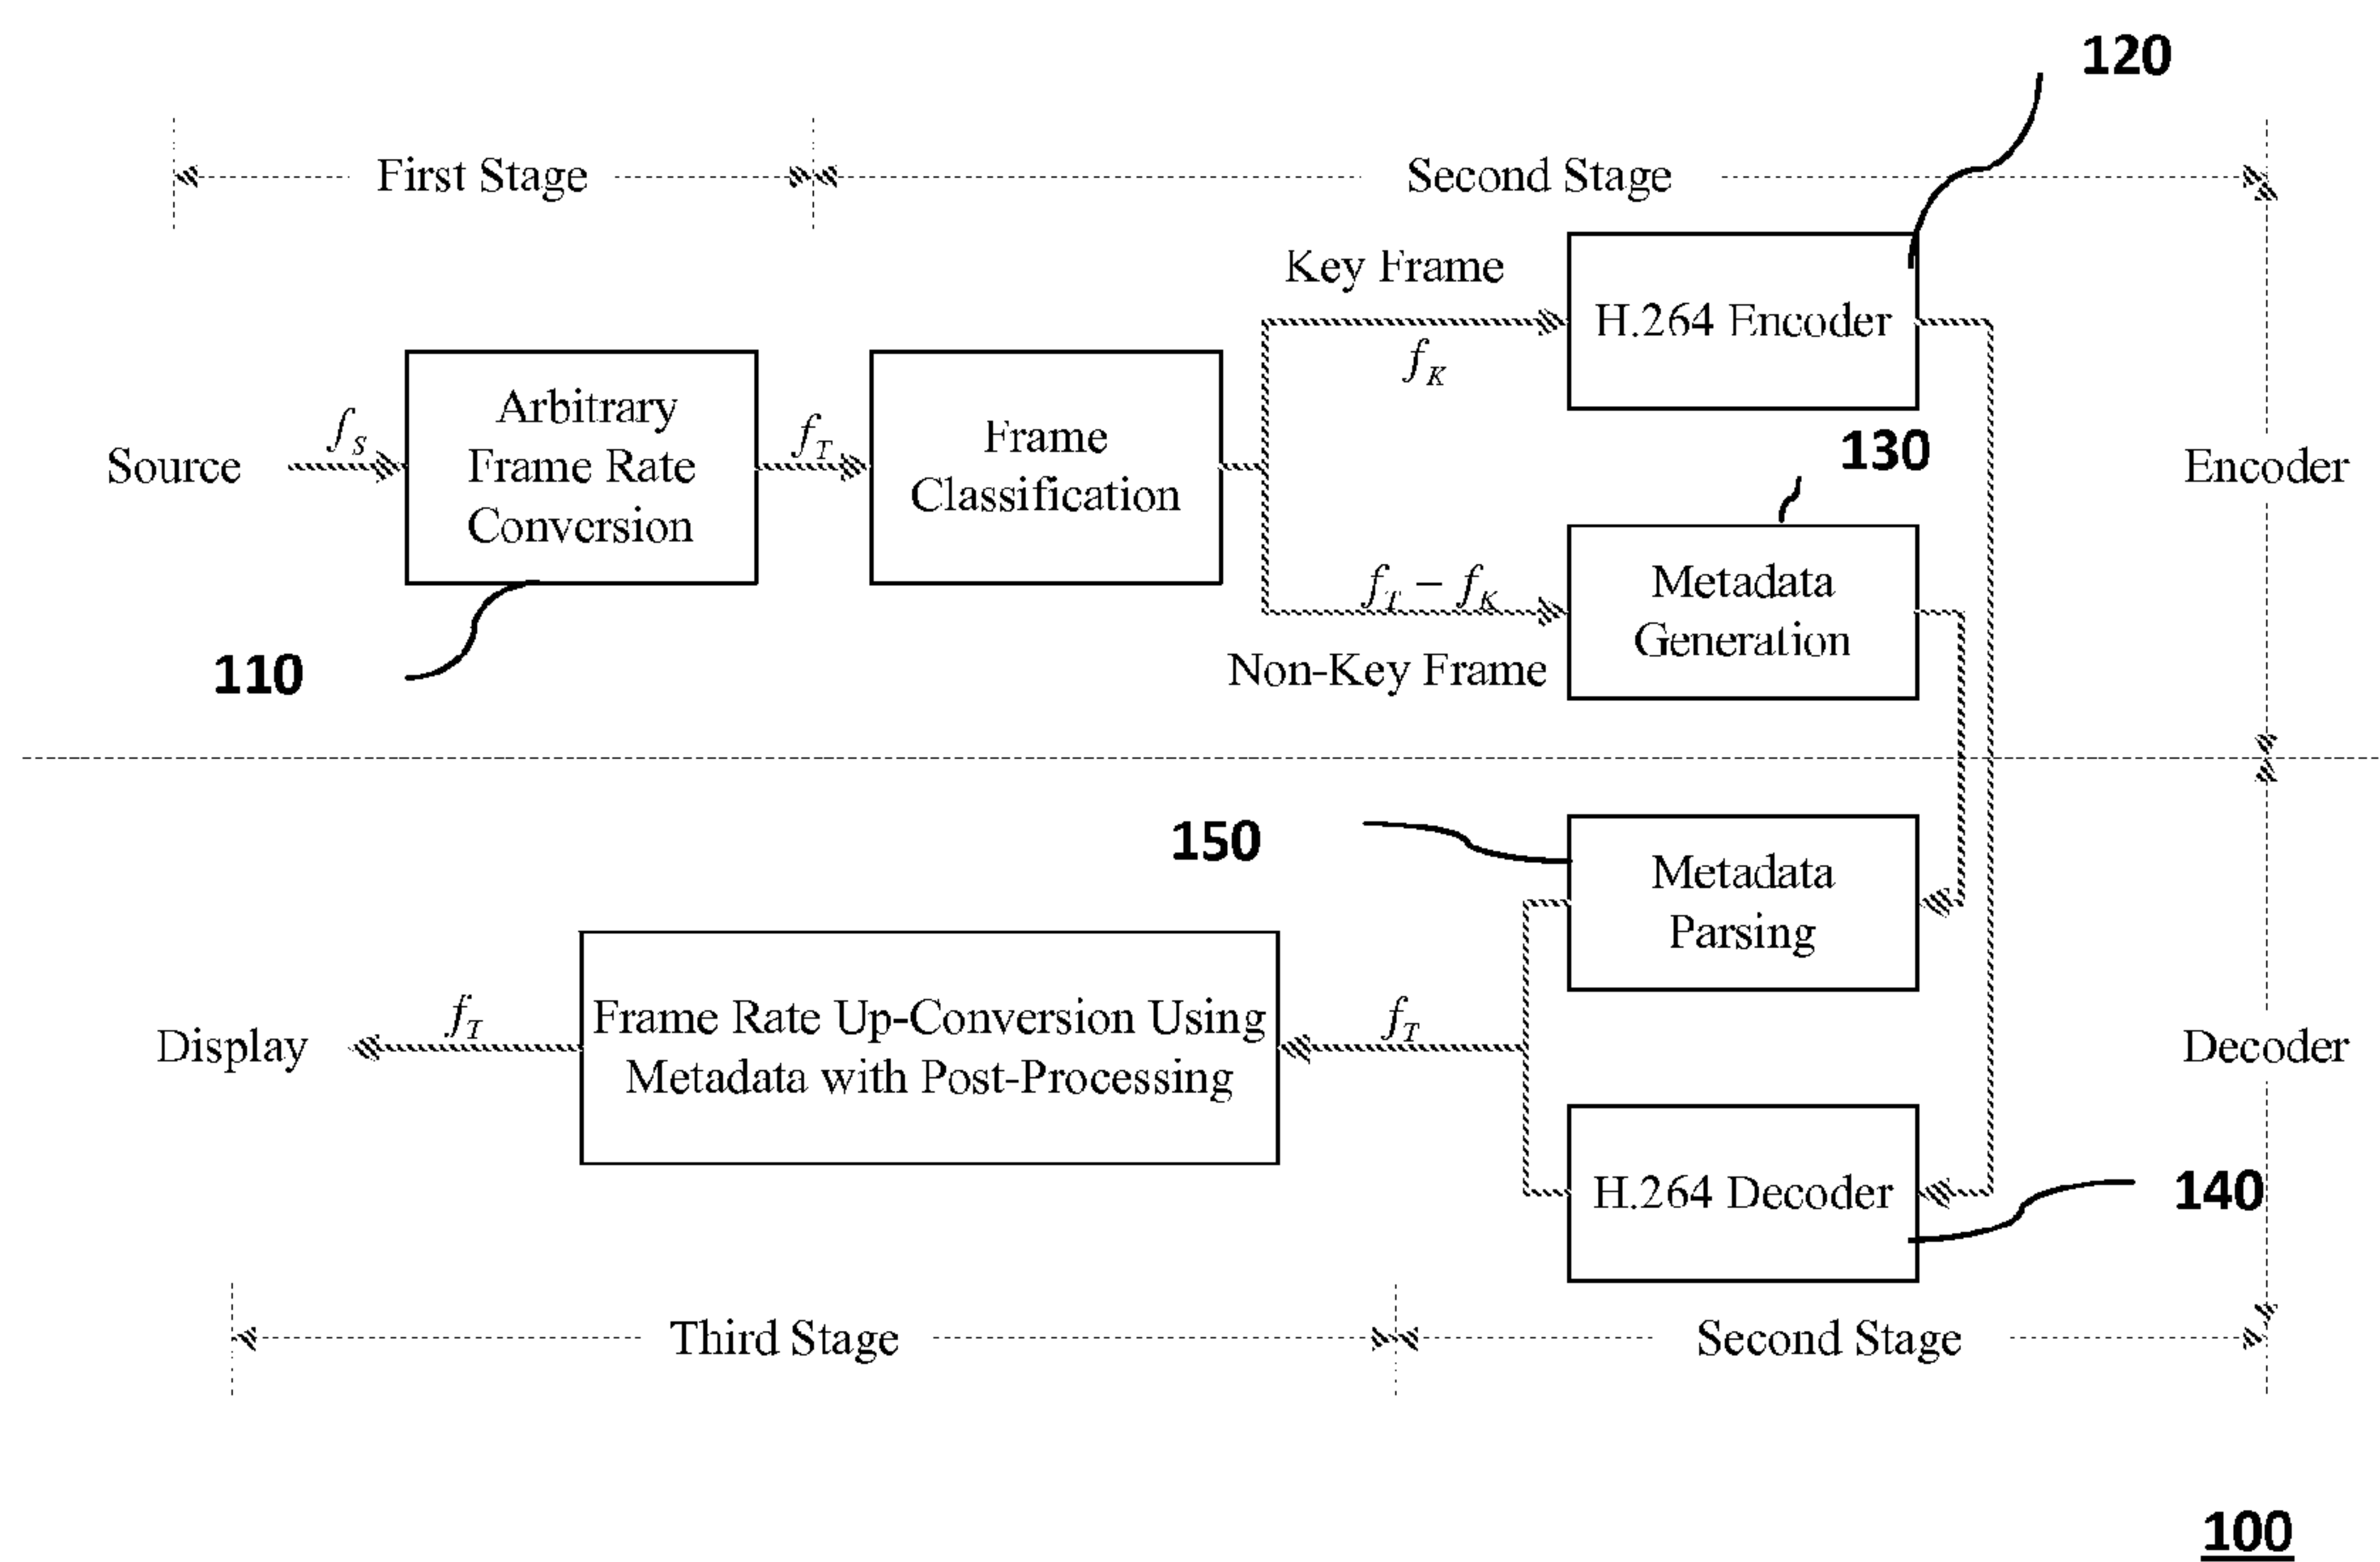 120
First Stage
Second Stage
Key Frame
H.264 Encoder
f_K
Arbitrary
Frame Rate
Conversion
Source
f_S
f_T
Frame
Classification
130
Encoder
f_T − f_K
Metadata
Generation
Non-Key Frame
110
150
Metadata
Parsing
Display
f_T
Frame Rate Up-Conversion Using
Metadata with Post-Processing
f_T
Decoder
H.264 Decoder
140
Third Stage
Second Stage
100